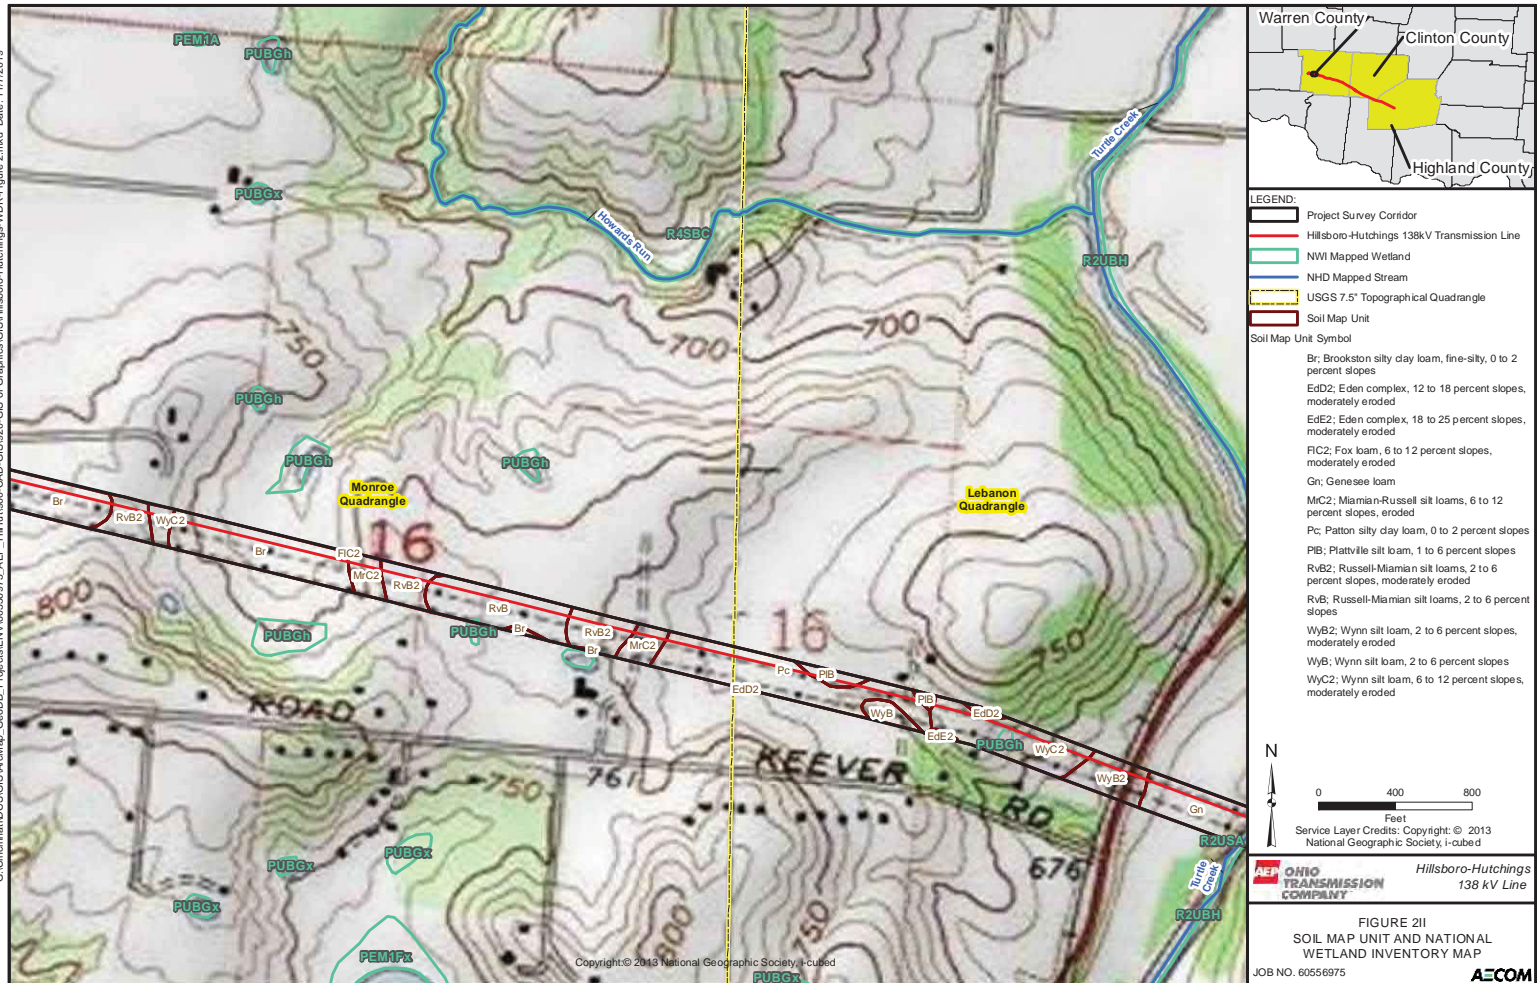 PEM1A
PUBGh
PUBGx
Howards Run
R4SBC
Turtle Creek
R2UBH
750
700
700
PUBGh
PUBGh
PUBGh
Monroe
Quadrangle
Lebanon
Quadrangle
Br
RvB2
WyC2
Br
16
FIC2
MrC2
RvB2
RvB
Br
RvB2
Br
MrC2
800
PUBGh
PUBGh
16
750
Pc
PIB
EdD2
WyB
PIB
EdD2
EdE2
PUBGh
WyC2
WyB2
Gn
ROAD
KEEVER
RD
761
750
676
R2USA
Turtle
Creek
R2UBH
PUBGx
PUBGx
PUBGx
PEM1Fx
800
750
Copyright:© 2013 National Geographic Society, i-cubed
PUBGx
Warren County
Clinton County
Highland County
LEGEND:
Project Survey Corridor
Hillsboro-Hutchings 138kV Transmission Line
NWI Mapped Wetland
NHD Mapped Stream
USGS 7.5" Topographical Quadrangle
Soil Map Unit
Soil Map Unit Symbol
Br; Brookston silty clay loam, fine-silty, 0 to 2
percent slopes
EdD2; Eden complex, 12 to 18 percent slopes,
moderately eroded
EdE2; Eden complex, 18 to 25 percent slopes,
moderately eroded
FIC2; Fox loam, 6 to 12 percent slopes,
moderately eroded
Gn; Genesee loam
MrC2; Miamian-Russell silt loams, 6 to 12
percent slopes, eroded
Pc; Patton silty clay loam, 0 to 2 percent slopes
PIB; Plattville silt loam, 1 to 6 percent slopes
RvB2; Russell-Miamian silt loams, 2 to 6
percent slopes, moderately eroded
RvB; Russell-Miamian silt loams, 2 to 6 percent
slopes
WyB2; Wynn silt loam, 2 to 6 percent slopes,
moderately eroded
WyB; Wynn silt loam, 2 to 6 percent slopes
WyC2; Wynn silt loam, 6 to 12 percent slopes,
moderately eroded
N
0 400 800
Feet
Service Layer Credits: Copyright: © 2013
National Geographic Society, i-cubed
AEP OHIO
TRANSMISSION
COMPANY
Hillsboro-Hutchings
138 kV Line
FIGURE 2II
SOIL MAP UNIT AND NATIONAL
WETLAND INVENTORY MAP
JOB NO. 60556975
AECOM